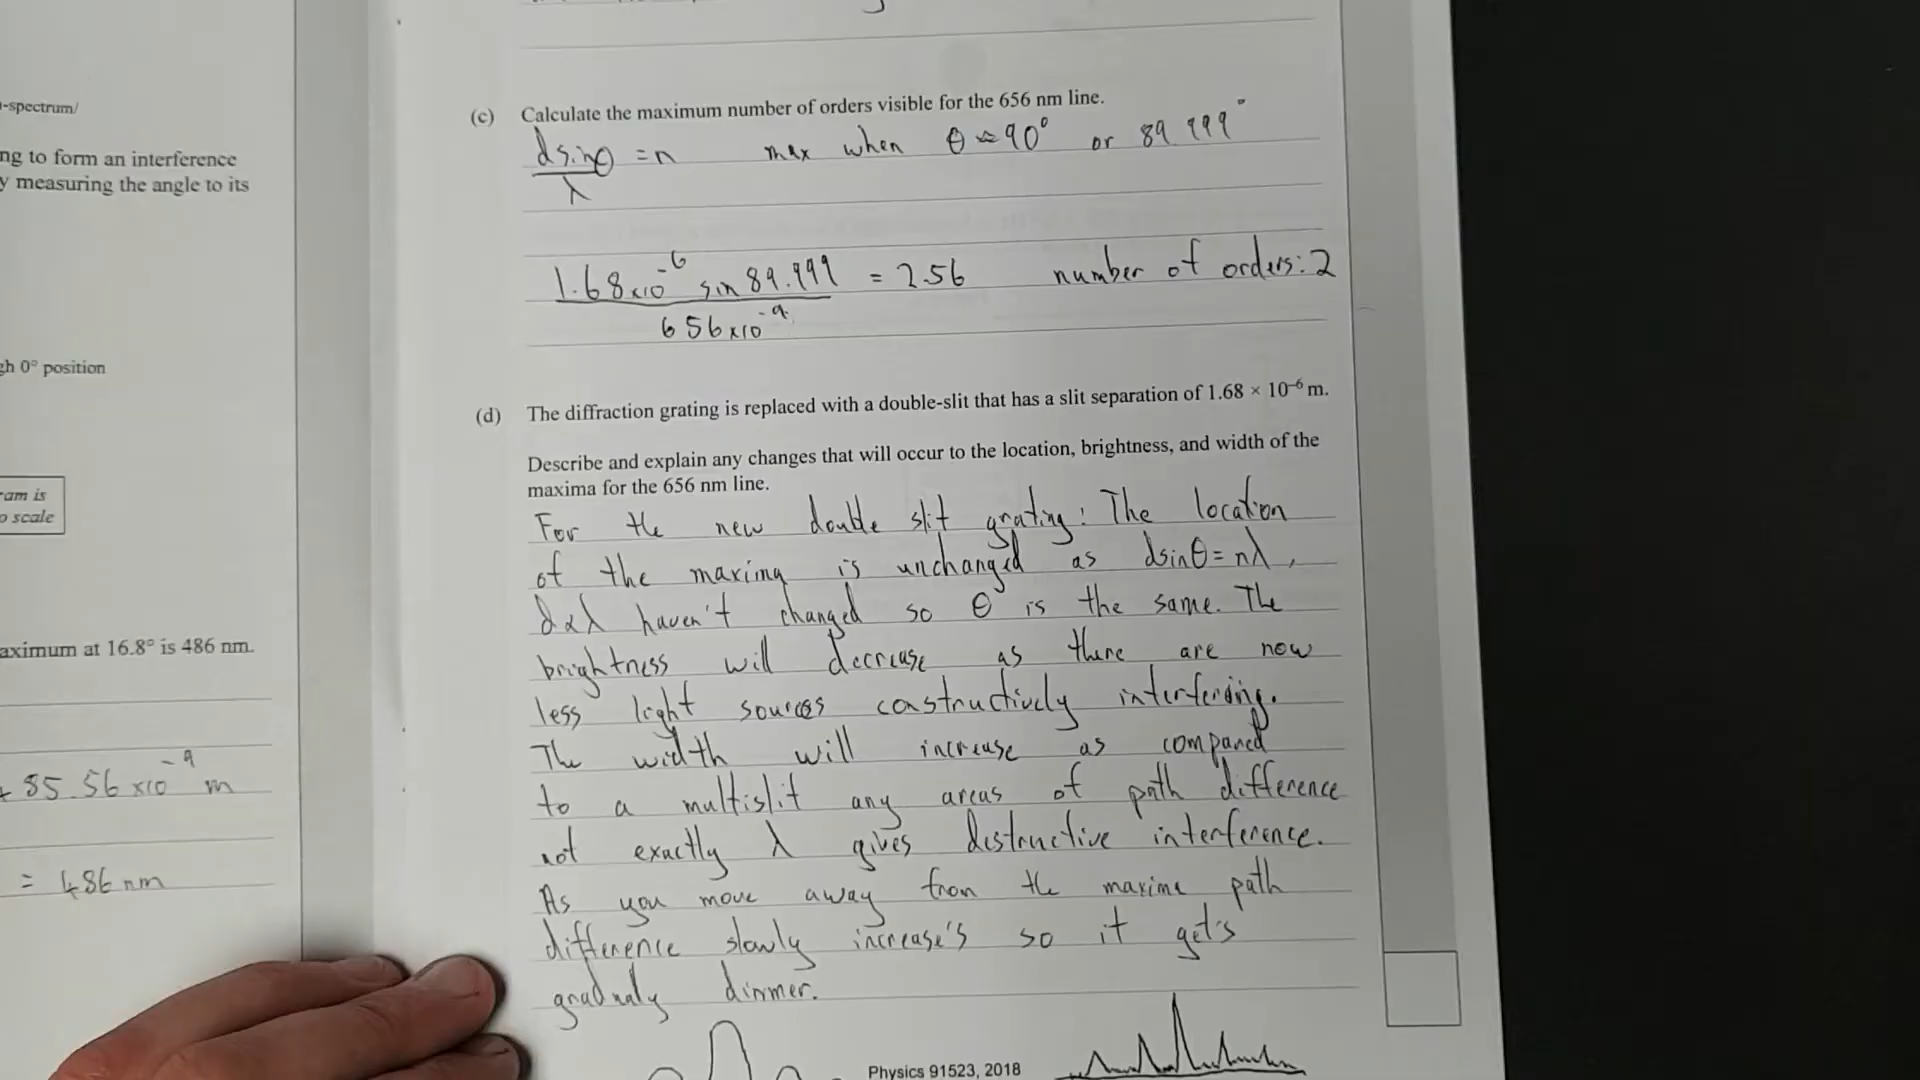 -spectrum/
ng to form an interference
y measuring the angle to its
gh 0° position
ram is
o scale
aximum at 16.8° is 486 nm.
85.56 x10⁻⁹ m
= 486 nm
(c) Calculate the maximum number of orders visible for the 656 nm line.
dsinθ/λ = n max when θ ≈ 90° or 89.999°
1.68x10⁻⁶ sin 89.999 / 656x10⁻⁹ = 2.56 number of orders: 2
(d) The diffraction grating is replaced with a double-slit that has a slit separation of 1.68 × 10⁻⁶ m.
Describe and explain any changes that will occur to the location, brightness, and width of the
maxima for the 656 nm line.
For the new double slit grating: The location
of the maxima is unchanged as dsinθ = nλ,
d & λ haven't changed so θ is the same. The
brightness will decrease as there are now
less light sources constructively interfering.
The width will increase as compared
to a multislit any areas of path difference
not exactly λ gives destructive interference.
As you move away from the maxima path
difference slowly increase's so it get's
gradualy dimmer.
Physics 91523, 2018